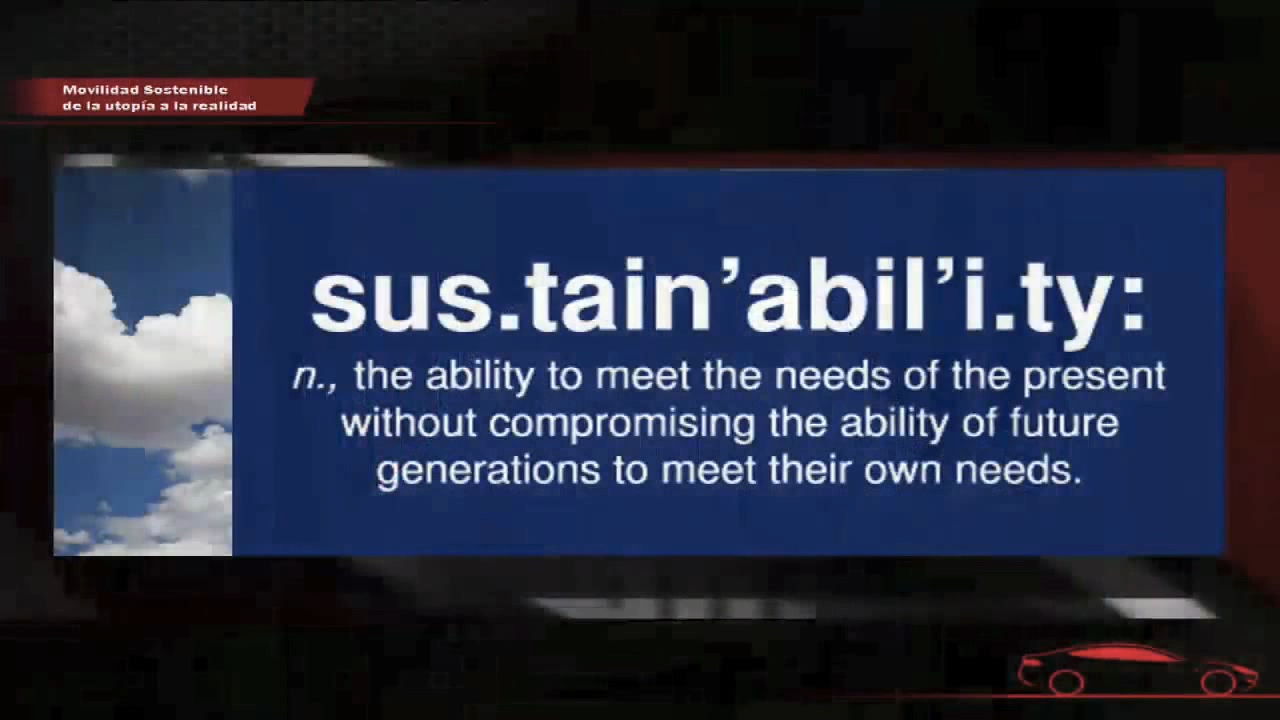 Movilidad Sostenible
de la utopía a la realidad
sus.tain’abil’i.ty:
n., the ability to meet the needs of the present
without compromising the ability of future
generations to meet their own needs.